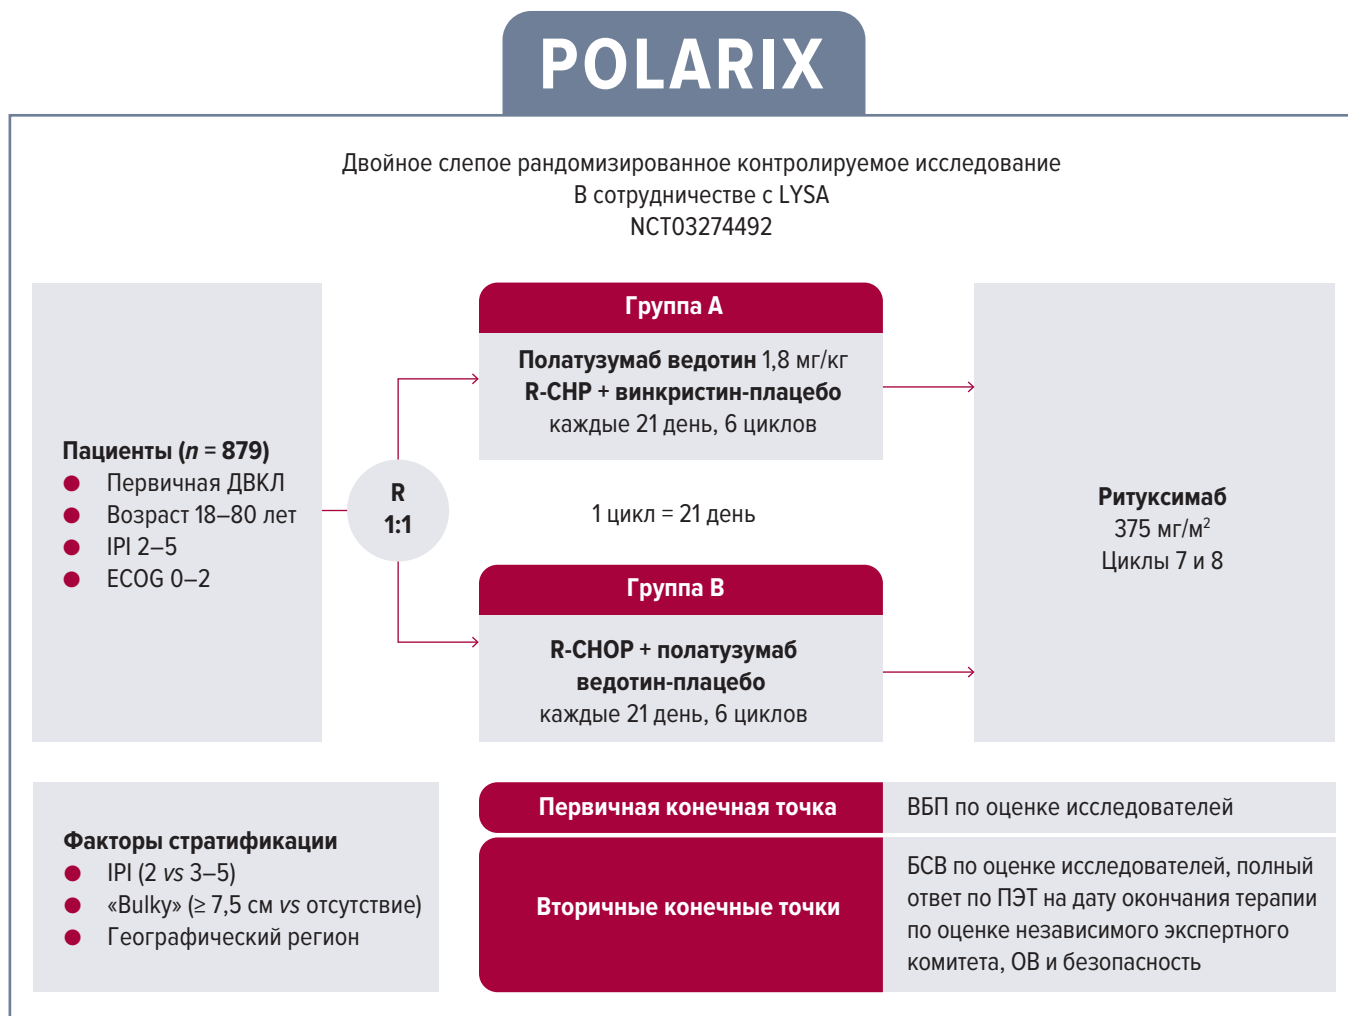 POLARIX
Двойное слепое рандомизированное контролируемое исследование
В сотрудничестве с LYSA
NCT03274492
Пациенты (n = 879)
Первичная ДВКЛ
Возраст 18–80 лет
IPI 2–5
ECOG 0–2
R
1:1
Группа A
Полатузумаб ведотин 1,8 мг/кг
R-CHP + винкристин-плацебо
каждые 21 день, 6 циклов
1 цикл = 21 день
Группа B
R-CHOP + полатузумаб
ведотин-плацебо
каждые 21 день, 6 циклов
Ритуксимаб
375 мг/м²
Циклы 7 и 8
Факторы стратификации
IPI (2 vs 3–5)
«Bulky» (≥ 7,5 см vs отсутствие)
Географический регион
Первичная конечная точка
ВБП по оценке исследователей
Вторичные конечные точки
БСВ по оценке исследователей, полный
ответ по ПЭТ на дату окончания терапии
по оценке независимого экспертного
комитета, ОВ и безопасность